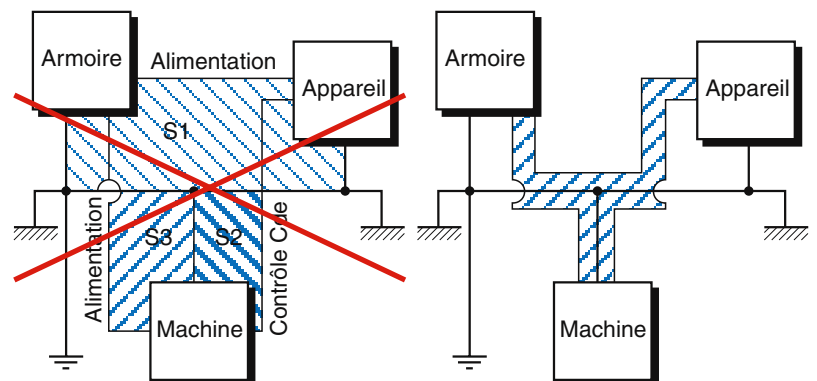 Armoire
Alimentation
Appareil
S1
S3
S2
Alimentation
Contrôle Cde
Machine
Armoire
Appareil
Machine